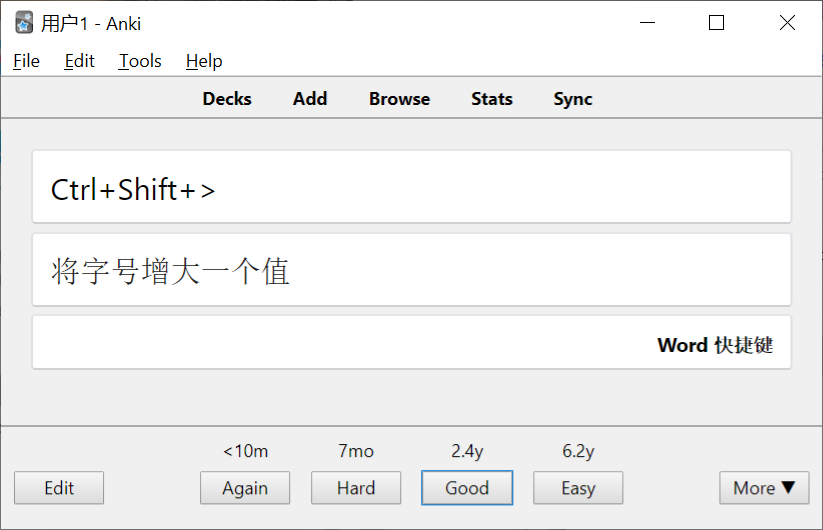 用户1 - Anki
File Edit Tools Help
Decks Add Browse Stats Sync
Ctrl+Shift+>
将字号增大一个值
Word 快捷键
<10m 7mo 2.4y 6.2y
Edit Again Hard Good Easy More ▼